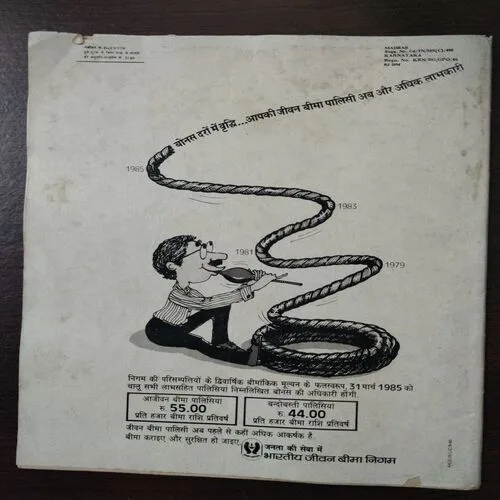 MADRAS
KARNATAKA
बोनस दरों में वृद्धि...आपकी जीवन बीमा पालिसी अब और अधिक लाभकारी
1985
1983
1981
1979
निगम की परिसम्पत्तियों के द्विवार्षिक बीमांकिक मूल्यन के फलस्वरूप, 31 मार्च 1985 को
चालू सभी लाभसहित पालिसियां निम्नलिखित बोनस की अधिकारी होंगी.
आजीवन बीमा पालिसियां
रु. 55.00
प्रति हजार बीमा राशि प्रतिवर्ष
बन्दोबस्ती पालिसियां
रु. 44.00
प्रति हजार बीमा राशि प्रतिवर्ष
जीवन बीमा पालिसी अब पहले से कहीं अधिक आकर्षक है.
बीमा कराइए और सुरक्षित हो जाइए.
जनता की सेवा में
भारतीय जीवन बीमा निगम